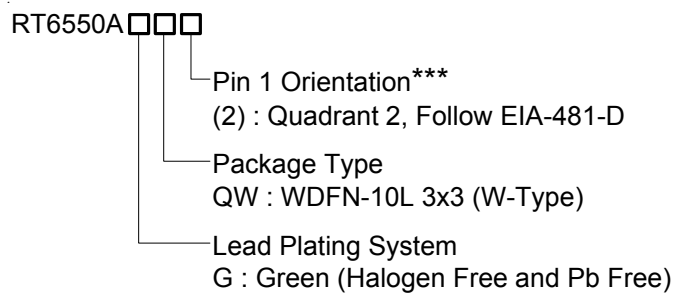 RT6550A□□□
Pin 1 Orientation***
(2) : Quadrant 2, Follow EIA-481-D
Package Type
QW : WDFN-10L 3x3 (W-Type)
Lead Plating System
G : Green (Halogen Free and Pb Free)